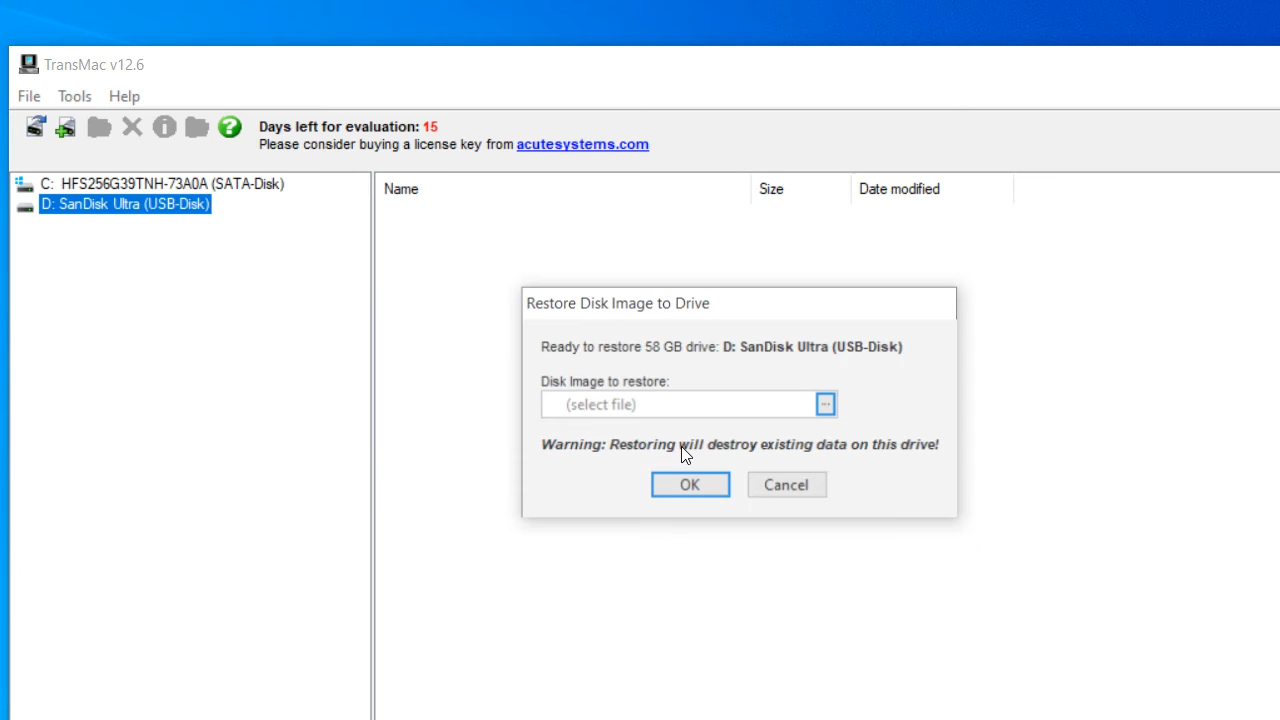 TransMac v12.6
File Tools Help
Days left for evaluation: 15
Please consider buying a license key from acutesystems.com
C: HFS256G39TNH-73A0A (SATA-Disk)
D: SanDisk Ultra (USB-Disk)
Name Size Date modified
Restore Disk Image to Drive
Ready to restore 58 GB drive: D: SanDisk Ultra (USB-Disk)
Disk Image to restore:
(select file) ...
Warning: Restoring will destroy existing data on this drive!
OK Cancel